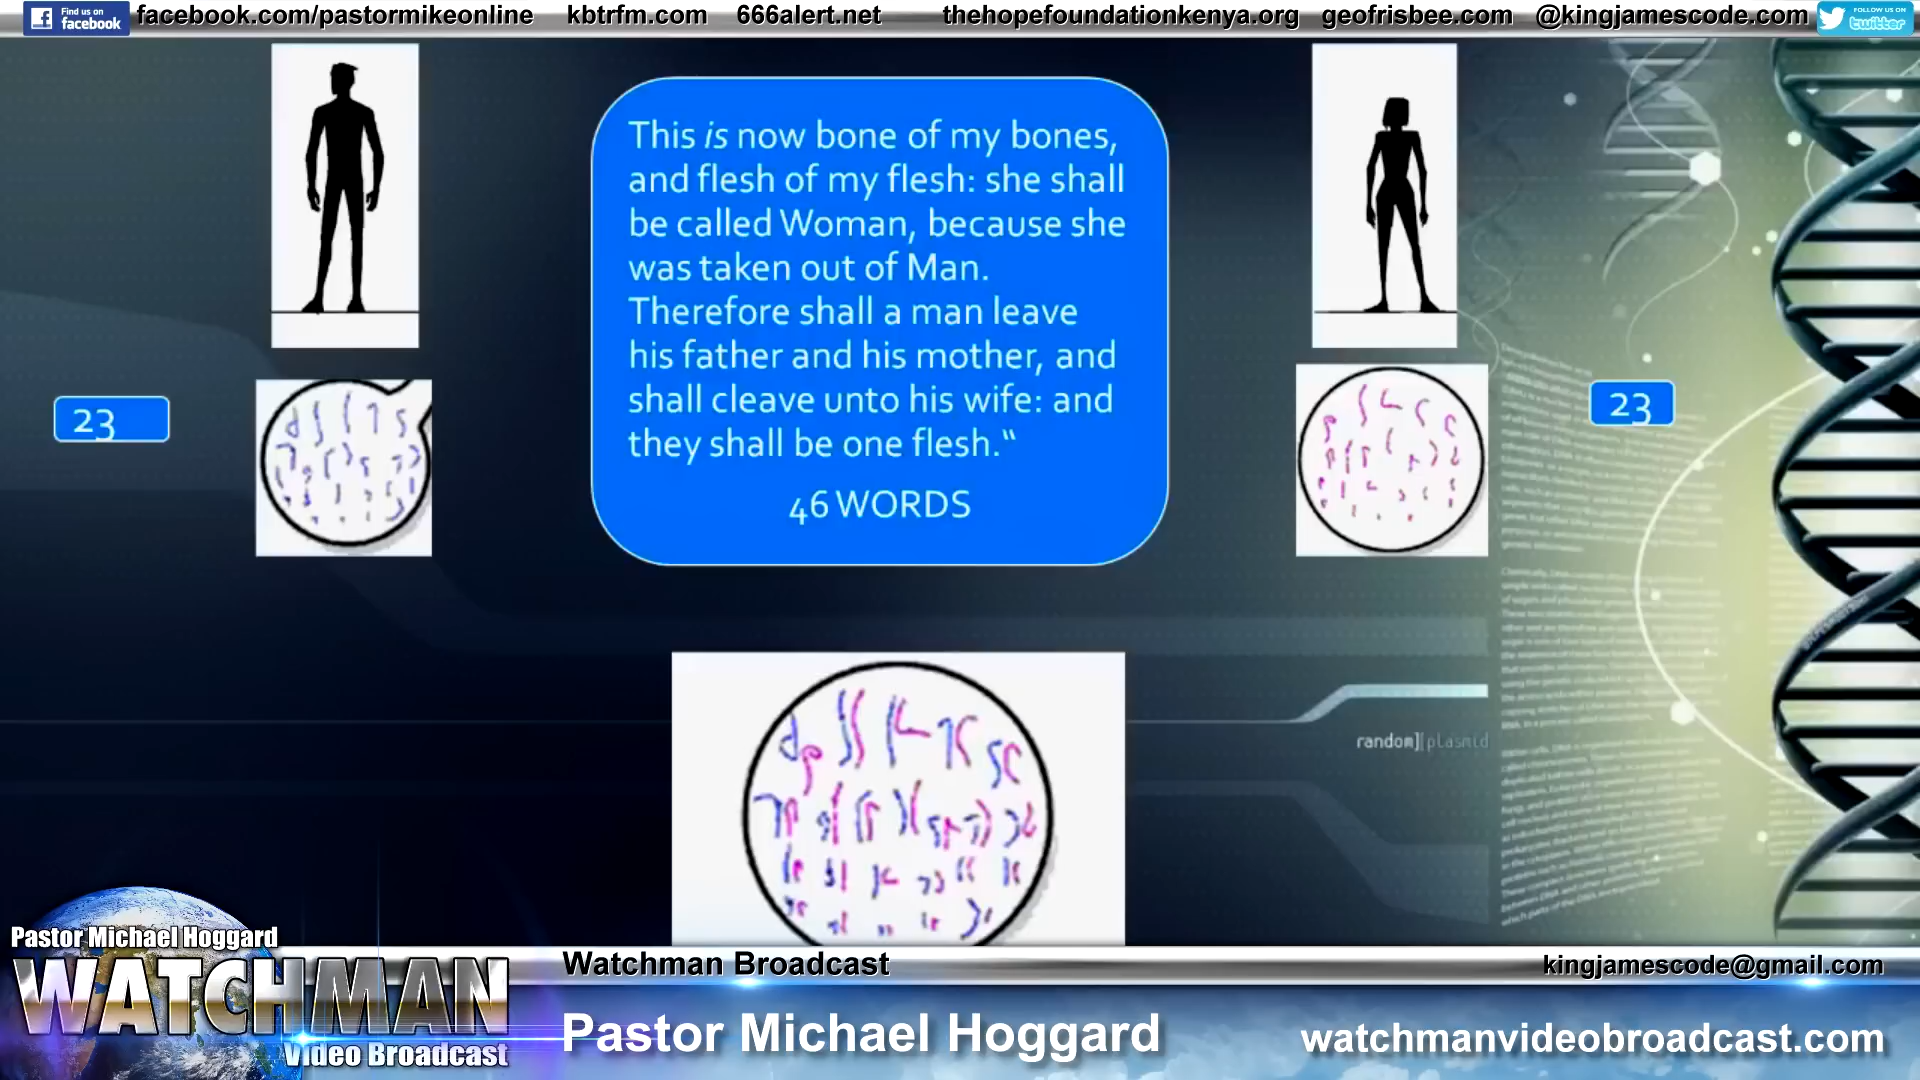 Find us on facebook
facebook.com/pastormikeonline kbtrfm.com 666alert.net thehopefoundationkenya.org geofrisbee.com @kingjamescode.com
FOLLOW US ON
twitter
This is now bone of my bones,
and flesh of my flesh: she shall
be called Woman, because she
was taken out of Man.
Therefore shall a man leave
his father and his mother, and
shall cleave unto his wife: and
they shall be one flesh.“
46 WORDS
23
23
random][plasmid
Pastor Michael Hoggard
WATCHMAN
Video Broadcast
Watchman Broadcast
kingjamescode@gmail.com
Pastor Michael Hoggard
watchmanvideobroadcast.com